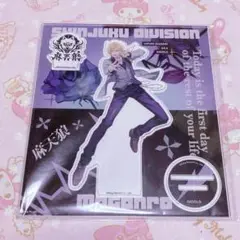 SHINJUKU DIVISION
麻天狼
Today is the first day
of the rest of your life
麻天狼
Matenro